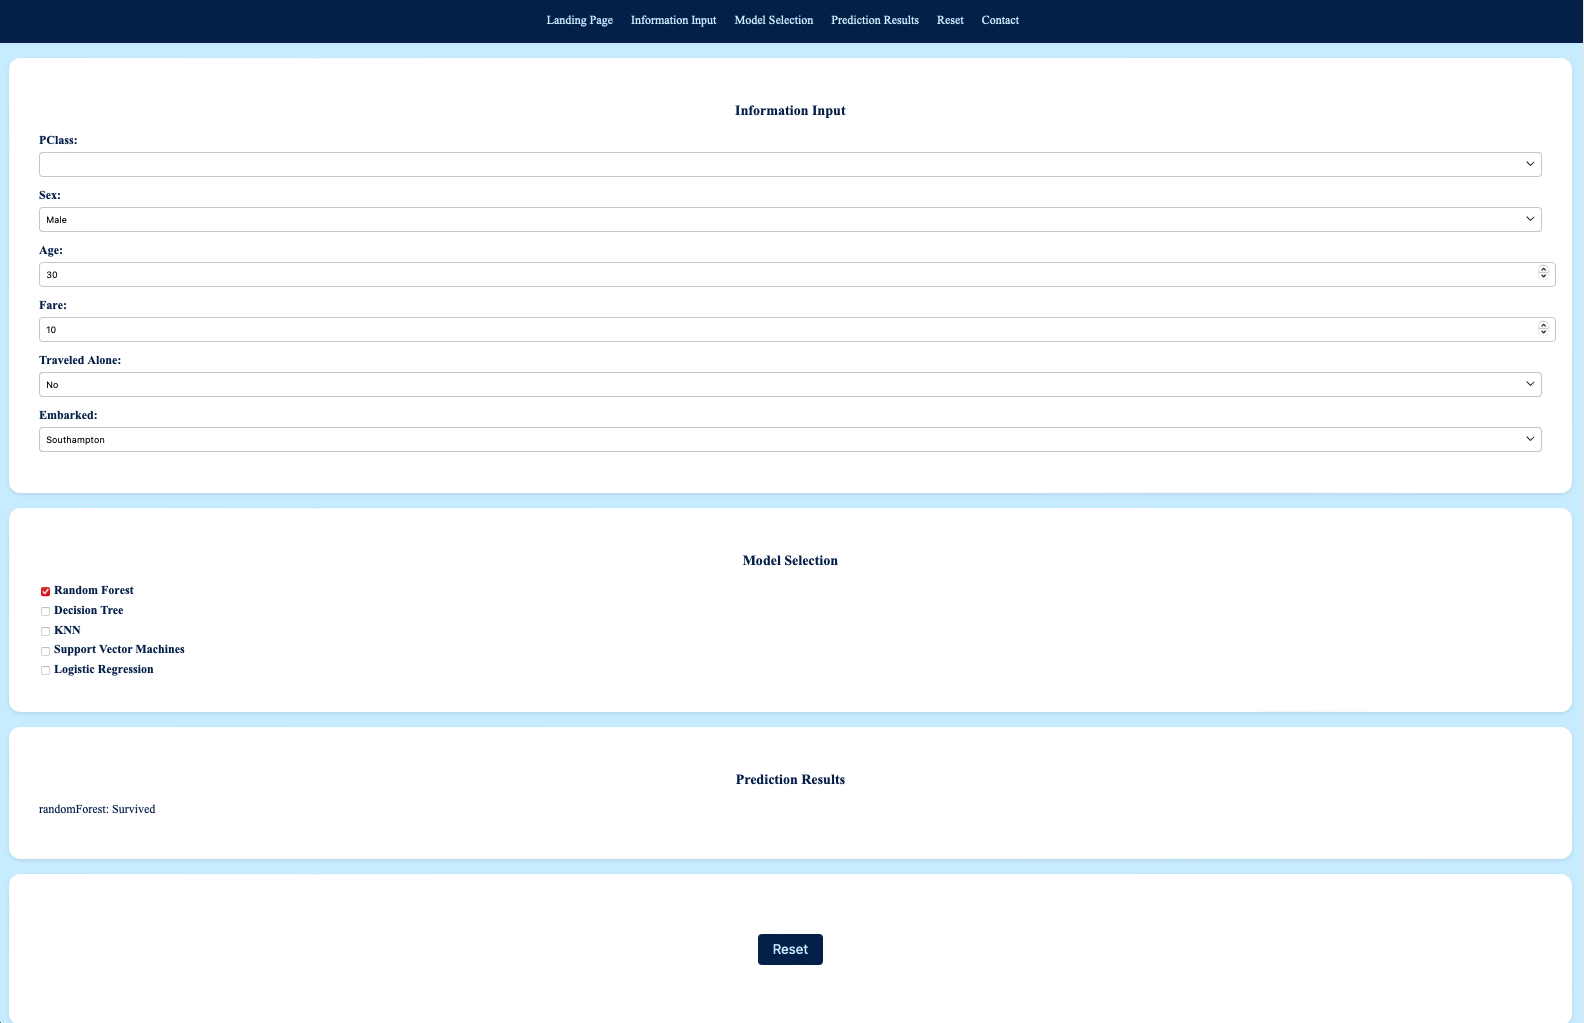 Landing Page Information Input Model Selection Prediction Results Reset Contact
Information Input
PClass:
Sex:
Male
Age:
30
Fare:
10
Traveled Alone:
No
Embarked:
Southampton
Model Selection
Random Forest
Decision Tree
KNN
Support Vector Machines
Logistic Regression
Prediction Results
randomForest: Survived
Reset